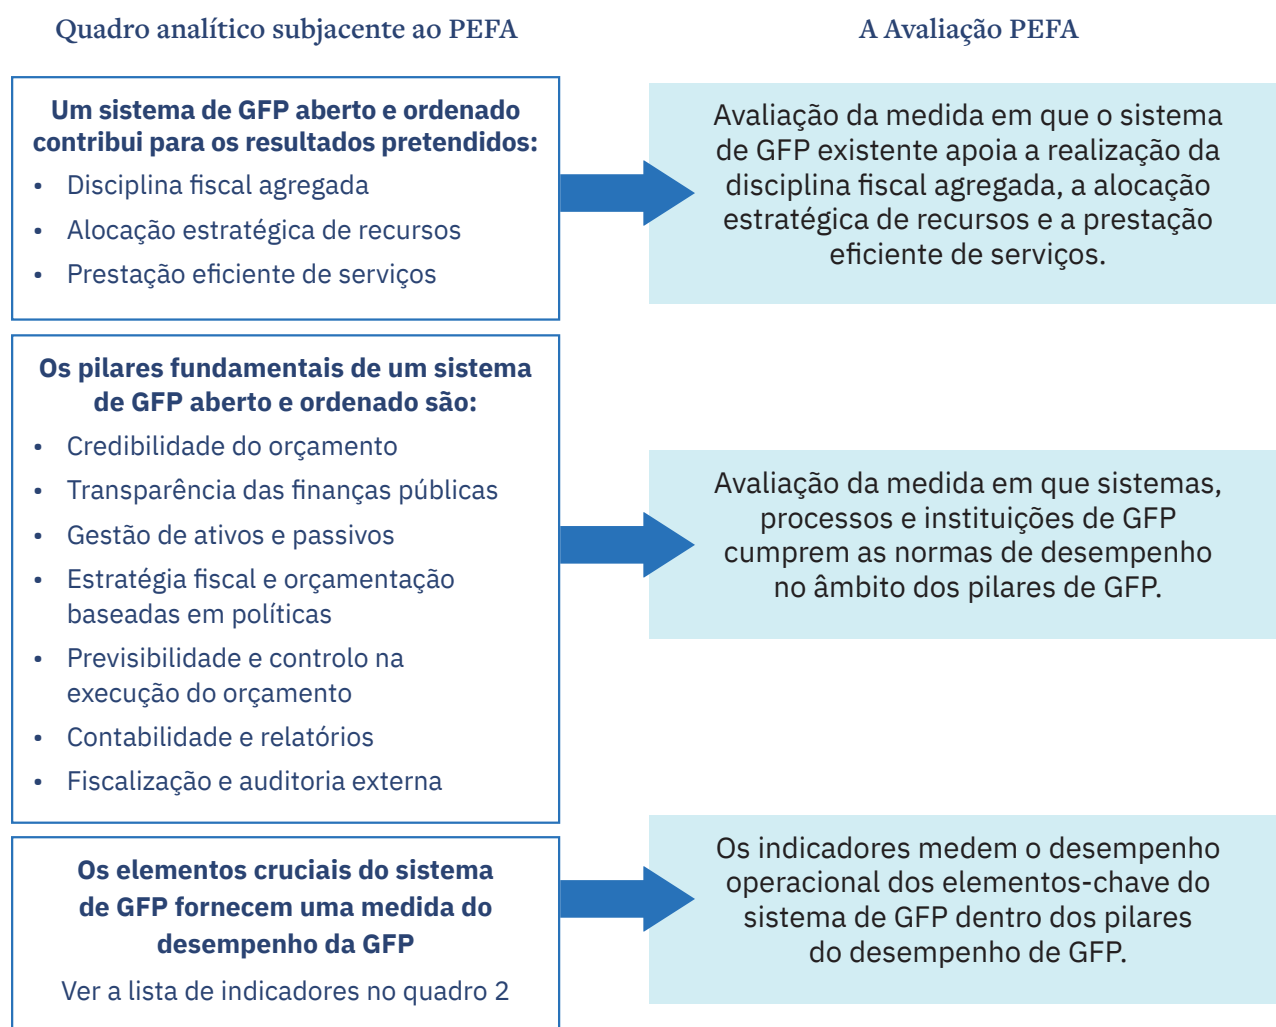 Quadro analítico subjacente ao PEFA
A Avaliação PEFA
Um sistema de GFP aberto e ordenado
contribui para os resultados pretendidos:
• Disciplina fiscal agregada
• Alocação estratégica de recursos
• Prestação eficiente de serviços
Avaliação da medida em que o sistema
de GFP existente apoia a realização da
disciplina fiscal agregada, a alocação
estratégica de recursos e a prestação
eficiente de serviços.
Os pilares fundamentais de um sistema
de GFP aberto e ordenado são:
• Credibilidade do orçamento
• Transparência das finanças públicas
• Gestão de ativos e passivos
• Estratégia fiscal e orçamentação
baseadas em políticas
• Previsibilidade e controlo na
execução do orçamento
• Contabilidade e relatórios
• Fiscalização e auditoria externa
Avaliação da medida em que sistemas,
processos e instituições de GFP
cumprem as normas de desempenho
no âmbito dos pilares de GFP.
Os elementos cruciais do sistema
de GFP fornecem uma medida do
desempenho da GFP
Ver a lista de indicadores no quadro 2
Os indicadores medem o desempenho
operacional dos elementos-chave do
sistema de GFP dentro dos pilares
do desempenho de GFP.